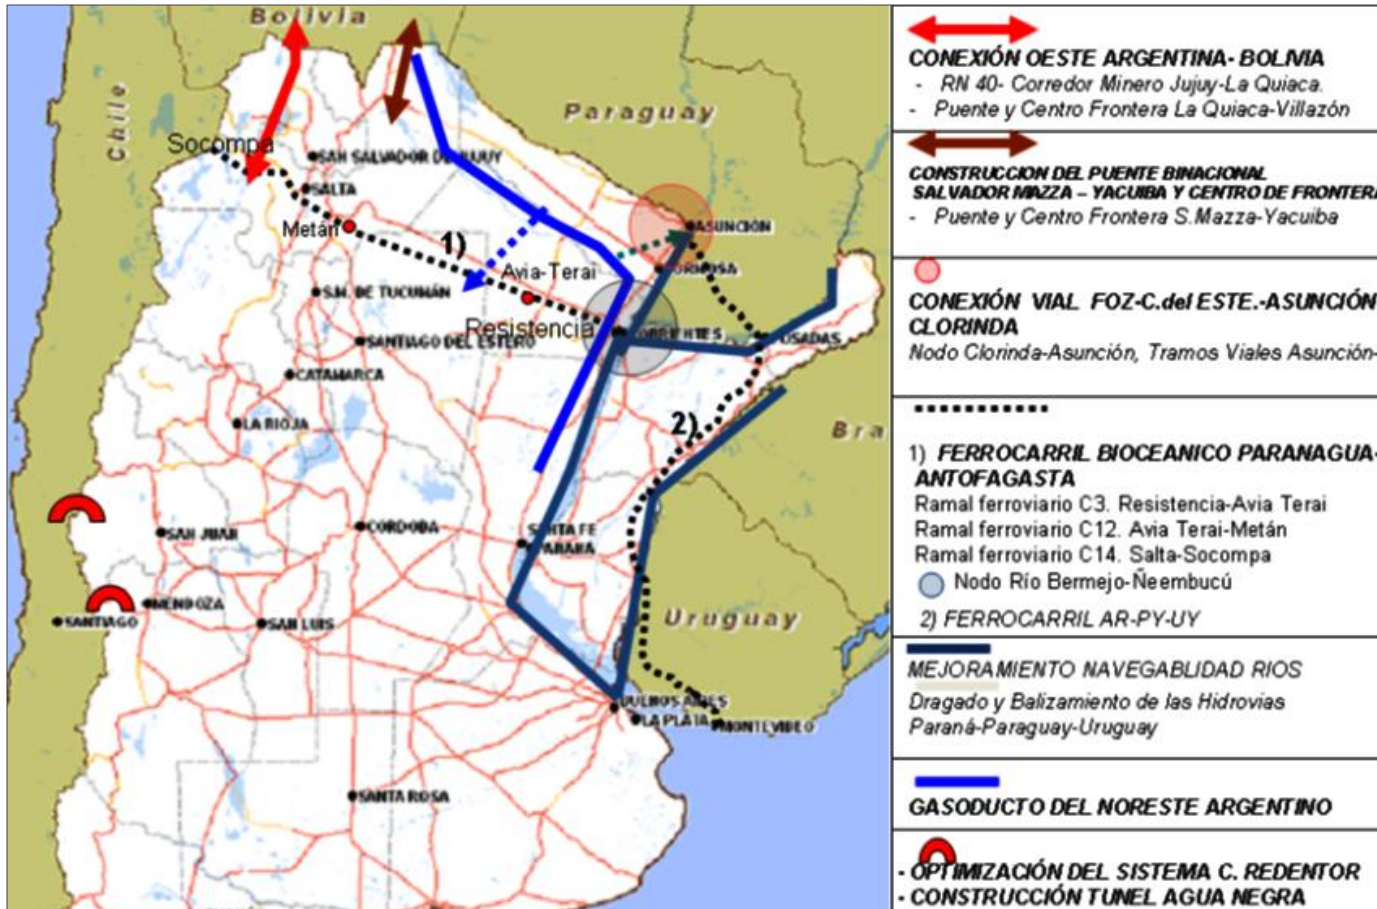 Bolivia
Chile
Paraguay
Socompa
SAN SALVADOR DE JUJUY
SALTA
Metán
1)
ASUNCIÓN
Avia-Terai
S.M. DE TUCUMÁN
Resistencia
SANTIAGO DEL ESTERO
CATAMARCA
LA RIOJA
2)
Bra
SAN JUAN
CÓRDOBA
SANTA FE
PARANÁ
MENDOZA
SANTIAGO
SAN LUIS
Uruguay
BUENOS AIRES
LA PLATA
MONTEVIDEO
SANTA ROSA
CONEXIÓN OESTE ARGENTINA- BOLIVIA
- RN 40- Corredor Minero Jujuy-La Quiaca.
- Puente y Centro Frontera La Quiaca-Villazón
CONSTRUCCION DEL PUENTE BINACIONAL
SALVADOR MAZZA – YACUIBA Y CENTRO DE FRONTERA
- Puente y Centro Frontera S.Mazza-Yacuiba
CONEXIÓN VIAL FOZ-C.del ESTE.-ASUNCIÓN-
CLORINDA
Nodo Clorinda-Asunción, Tramos Viales Asunción-
1) FERROCARRIL BIOCEANICO PARANAGUA-
ANTOFAGASTA
Ramal ferroviario C3. Resistencia-Avia Terai
Ramal ferroviario C12. Avia Terai-Metán
Ramal ferroviario C14. Salta-Socompa
Nodo Río Bermejo-Ñeembucú
2) FERROCARRIL AR-PY-UY
MEJORAMIENTO NAVEGABLIDAD RIOS
Dragado y Balizamiento de las Hidrovias
Paraná-Paraguay-Uruguay
GASODUCTO DEL NORESTE ARGENTINO
- OPTIMIZACIÓN DEL SISTEMA C. REDENTOR
- CONSTRUCCIÓN TUNEL AGUA NEGRA